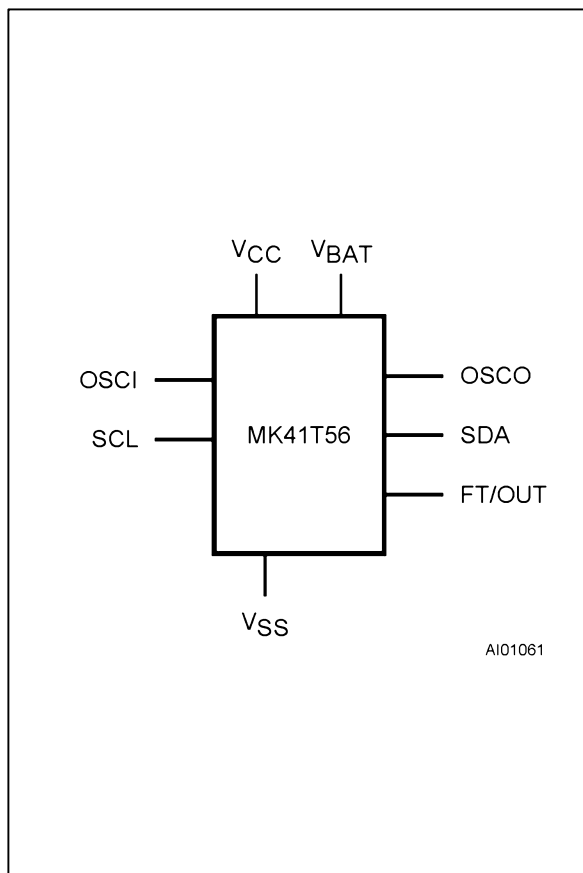 VCC VBAT
OSCI OSCO
SCL MK41T56 SDA
FT/OUT
VSS
AI01061